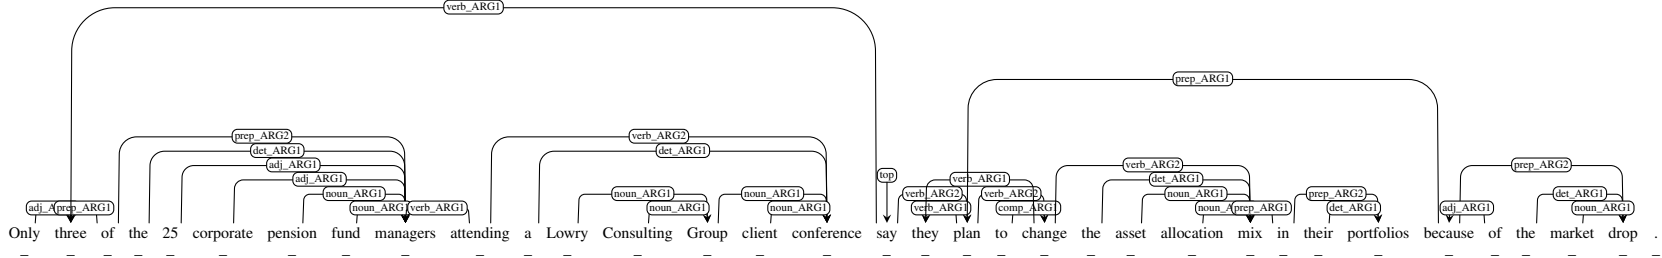 verb_ARG1
prep_ARG1
prep_ARG2 verb_ARG2
det_ARG1 det_ARG1
adj_ARG1 top verb_ARG2 prep_ARG2
adj_ARG1 verb_ARG1 det_ARG1
noun_ARG1 noun_ARG1 noun_ARG1 verb_ARG2 verb_ARG2 noun_ARG1 prep_ARG2 det_ARG1
adj_A prep_ARG1 noun_ARG1 verb_ARG1 noun_ARG1 noun_ARG1 verb_ARG1 comp_ARG1 noun_A prep_ARG1 det_ARG1 adj_ARG1 noun_ARG1
Only three of the 25 corporate pension fund managers attending a Lowry Consulting Group client conference say they plan to change the asset allocation mix in their portfolios because of the market drop .
_ _ _ _ _ _ _ _ _ _ _ _ _ _ _ _ _ _ _ _ _ _ _ _ _ _ _ _ _ _ _ _ _ _